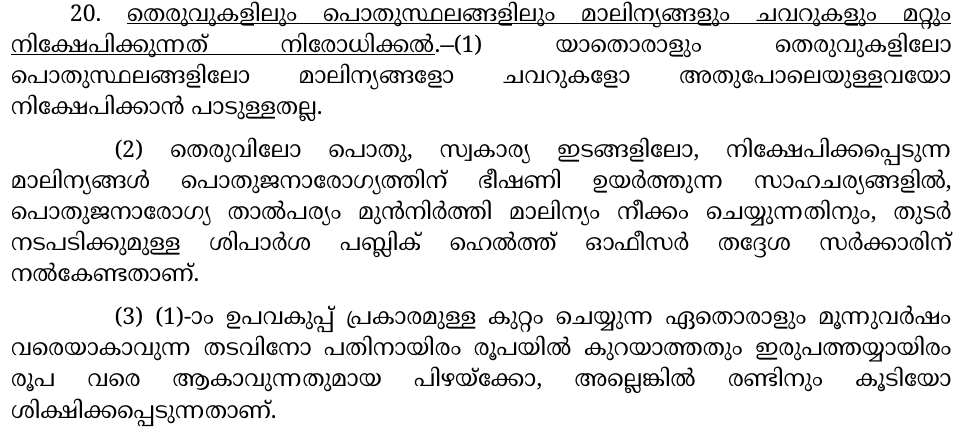 20. തെരുവുകളിലും പൊതുസ്ഥലങ്ങളിലും മാലിന്യങ്ങളും ചവറുകളും മറ്റും
നിക്ഷേപിക്കുന്നത് നിരോധിക്കൽ.–(1) യാതൊരാളും തെരുവുകളിലോ
പൊതുസ്ഥലങ്ങളിലോ മാലിന്യങ്ങളോ ചവറുകളോ അതുപോലെയുള്ളവയോ
നിക്ഷേപിക്കാൻ പാടുള്ളതല്ല.
(2) തെരുവിലോ പൊതു, സ്വകാര്യ ഇടങ്ങളിലോ, നിക്ഷേപിക്കപ്പെടുന്ന
മാലിന്യങ്ങൾ പൊതുജനാരോഗ്യത്തിന് ഭീഷണി ഉയർത്തുന്ന സാഹചര്യങ്ങളിൽ,
പൊതുജനാരോഗ്യ താൽപര്യം മുൻനിർത്തി മാലിന്യം നീക്കം ചെയ്യുന്നതിനും, തുടർ
നടപടിക്കുമുള്ള ശിപാർശ പബ്ലിക് ഹെൽത്ത് ഓഫീസർ തദ്ദേശ സർക്കാരിന്
നൽകേണ്ടതാണ്.
(3) (1)-ാം ഉപവകുപ്പ് പ്രകാരമുള്ള കുറ്റം ചെയ്യുന്ന ഏതൊരാളും മൂന്നുവർഷം
വരെയാകാവുന്ന തടവിനോ പതിനായിരം രൂപയിൽ കുറയാത്തതും ഇരുപത്തയ്യായിരം
രൂപ വരെ ആകാവുന്നതുമായ പിഴയ്ക്കോ, അല്ലെങ്കിൽ രണ്ടിനും കൂടിയോ
ശിക്ഷിക്കപ്പെടുന്നതാണ്.